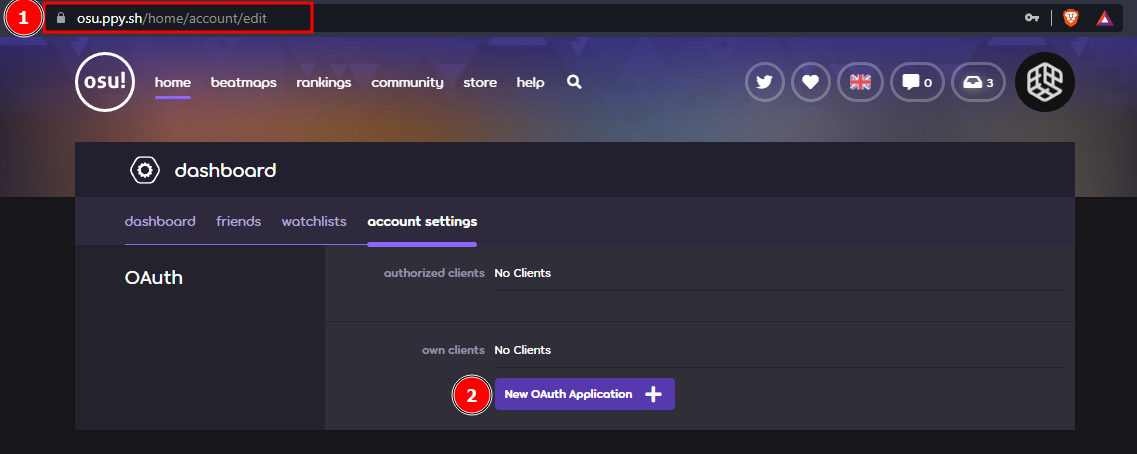 1 osu.ppy.sh/home/account/edit
osu! home beatmaps rankings community store help 0 3
dashboard
dashboard friends watchlists account settings
OAuth
authorized clients No Clients
own clients No Clients
2 New OAuth Application